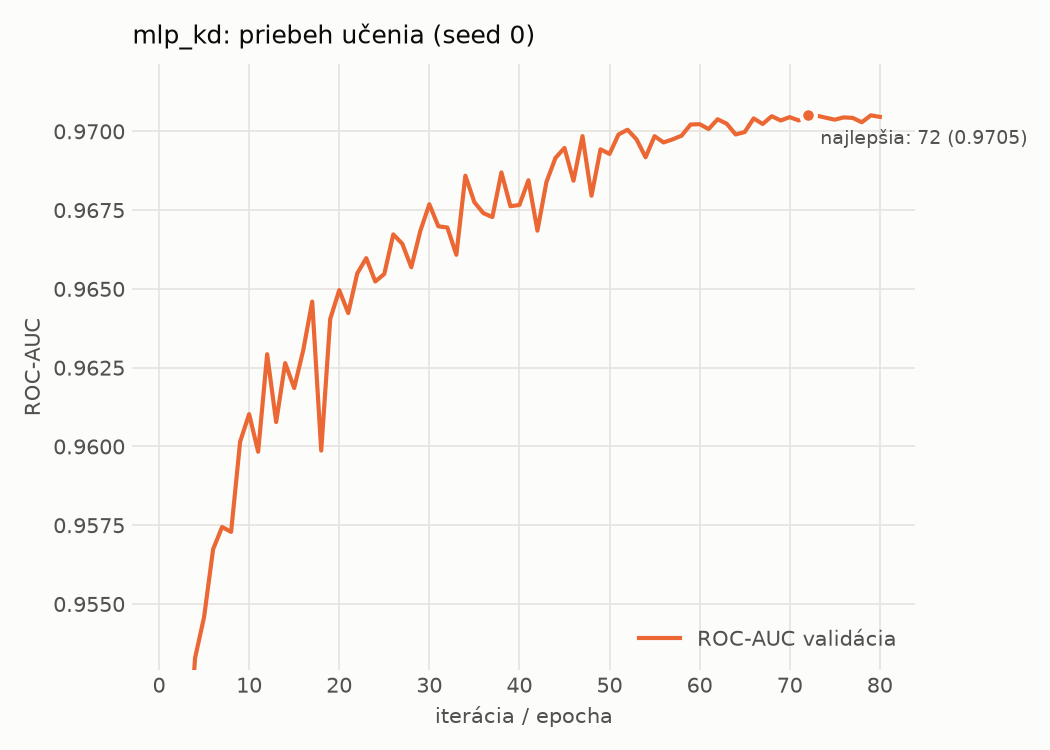 mlp_kd: priebeh učenia (seed 0)
0.9700
0.9675
0.9650
0.9625
0.9600
0.9575
0.9550
ROC-AUC
najlepšia: 72 (0.9705)
ROC-AUC validácia
0 10 20 30 40 50 60 70 80
iterácia / epocha